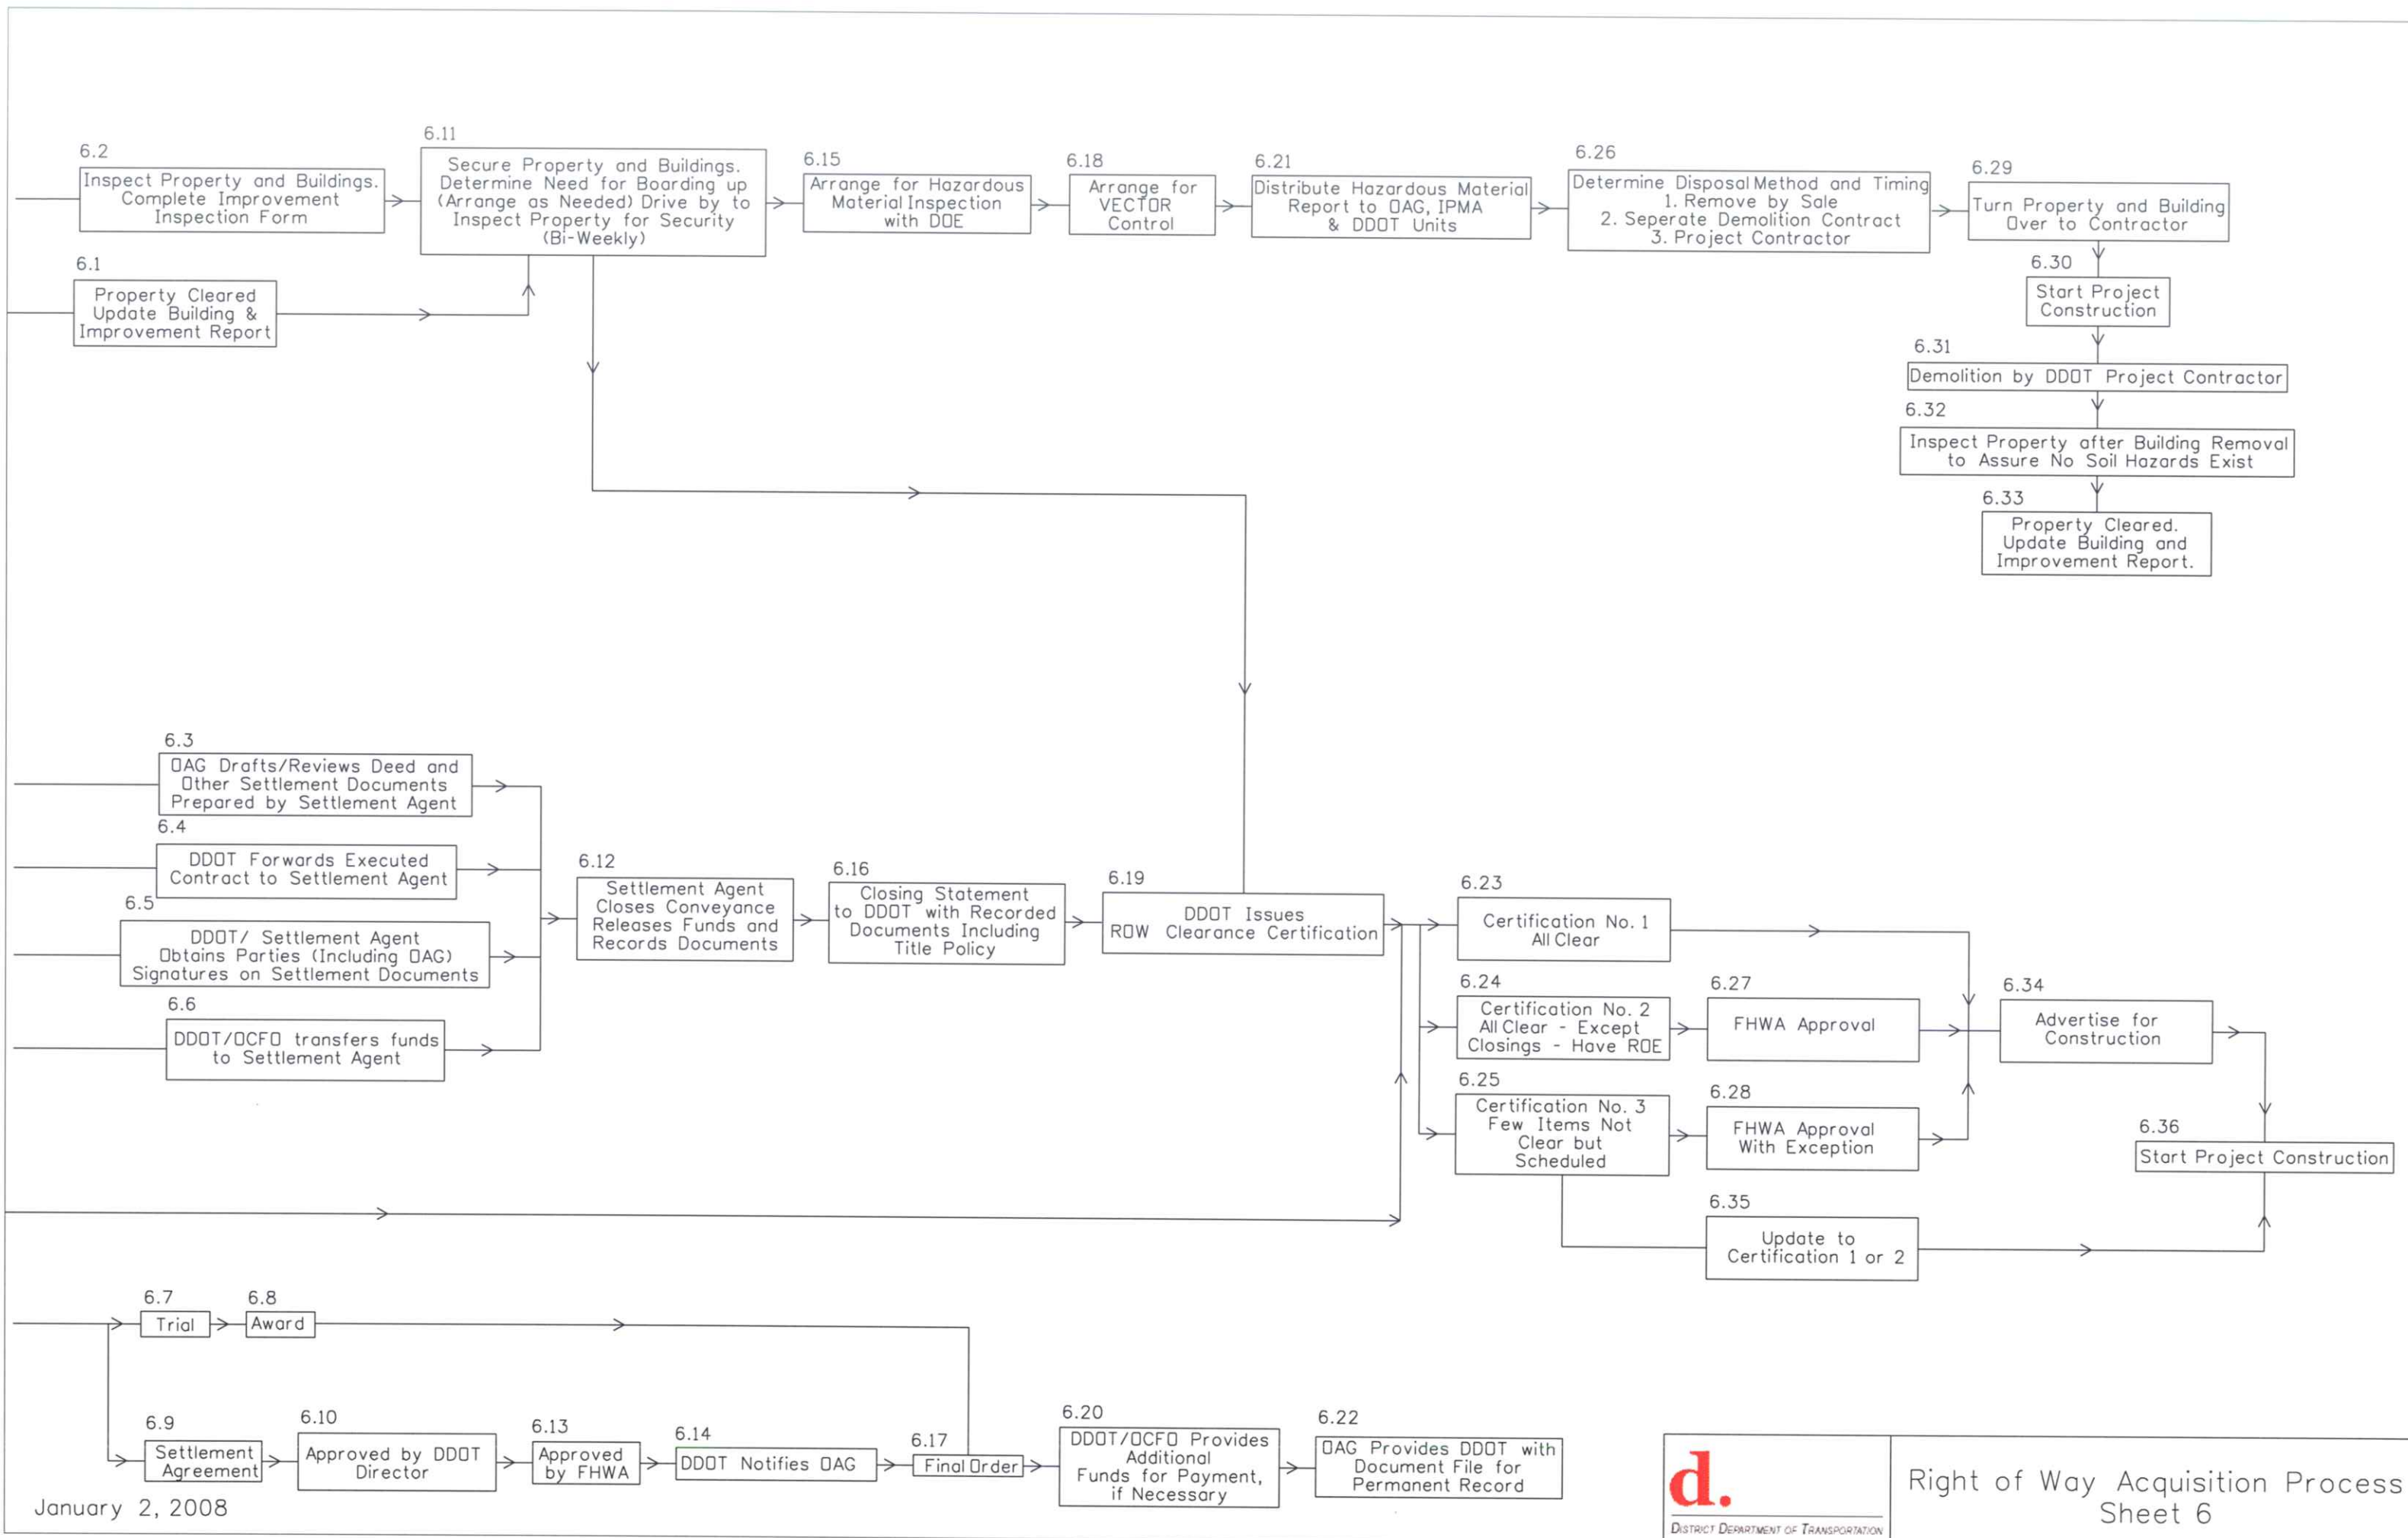 6.2
Inspect Property and Buildings.
Complete Improvement
Inspection Form
6.11
Secure Property and Buildings.
Determine Need for Boarding up
(Arrange as Needed) Drive by to
Inspect Property for Security
(Bi-Weekly)
6.15
Arrange for Hazardous
Material Inspection
with DOE
6.18
Arrange for
VECTOR
Control
6.21
Distribute Hazardous Material
Report to OAG, IPMA
& DDOT Units
6.26
Determine Disposal Method and Timing
1. Remove by Sale
2. Seperate Demolition Contract
3. Project Contractor
6.29
Turn Property and Building
Over to Contractor
6.1
Property Cleared
Update Building &
Improvement Report
6.30
Start Project
Construction
6.31
Demolition by DDOT Project Contractor
6.32
Inspect Property after Building Removal
to Assure No Soil Hazards Exist
6.33
Property Cleared.
Update Building and
Improvement Report.
6.3
OAG Drafts/Reviews Deed and
Other Settlement Documents
Prepared by Settlement Agent
6.4
DDOT Forwards Executed
Contract to Settlement Agent
6.5
DDOT/ Settlement Agent
Obtains Parties (Including OAG)
Signatures on Settlement Documents
6.6
DDOT/OCFO transfers funds
to Settlement Agent
6.12
Settlement Agent
Closes Conveyance
Releases Funds and
Records Documents
6.16
Closing Statement
to DDOT with Recorded
Documents Including
Title Policy
6.19
DDOT Issues
ROW Clearance Certification
6.23
Certification No. 1
All Clear
6.24
Certification No. 2
All Clear - Except
Closings - Have ROE
6.27
FHWA Approval
6.34
Advertise for
Construction
6.25
Certification No. 3
Few Items Not
Clear but
Scheduled
6.28
FHWA Approval
With Exception
6.36
Start Project Construction
6.35
Update to
Certification 1 or 2
6.7
Trial
6.8
Award
6.9
Settlement
Agreement
6.10
Approved by DDOT
Director
6.13
Approved
by FHWA
6.14
DDOT Notifies OAG
6.17
Final Order
6.20
DDOT/OCFO Provides
Additional
Funds for Payment,
if Necessary
6.22
OAG Provides DDOT with
Document File for
Permanent Record
January 2, 2008
d.
DISTRICT DEPARTMENT OF TRANSPORTATION
Right of Way Acquisition Process
Sheet 6